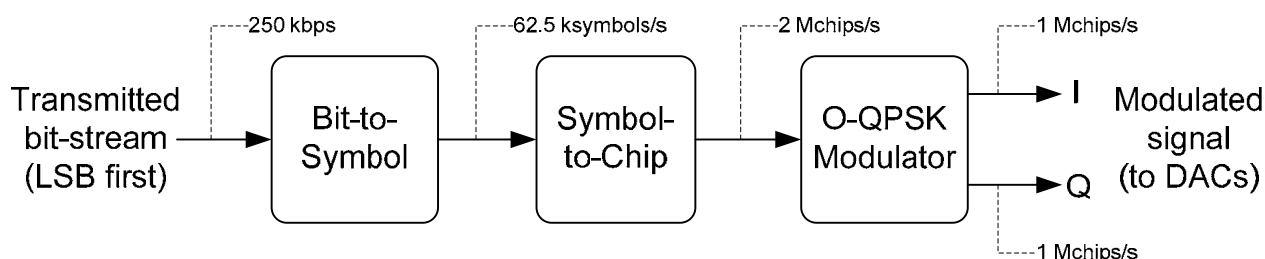 250 kbps
62.5 ksymbols/s
2 Mchips/s
1 Mchips/s
Transmitted
bit-stream
(LSB first)
Bit-to-
Symbol
Symbol-
to-Chip
O-QPSK
Modulator
I
Q
Modulated
signal
(to DACs)
1 Mchips/s